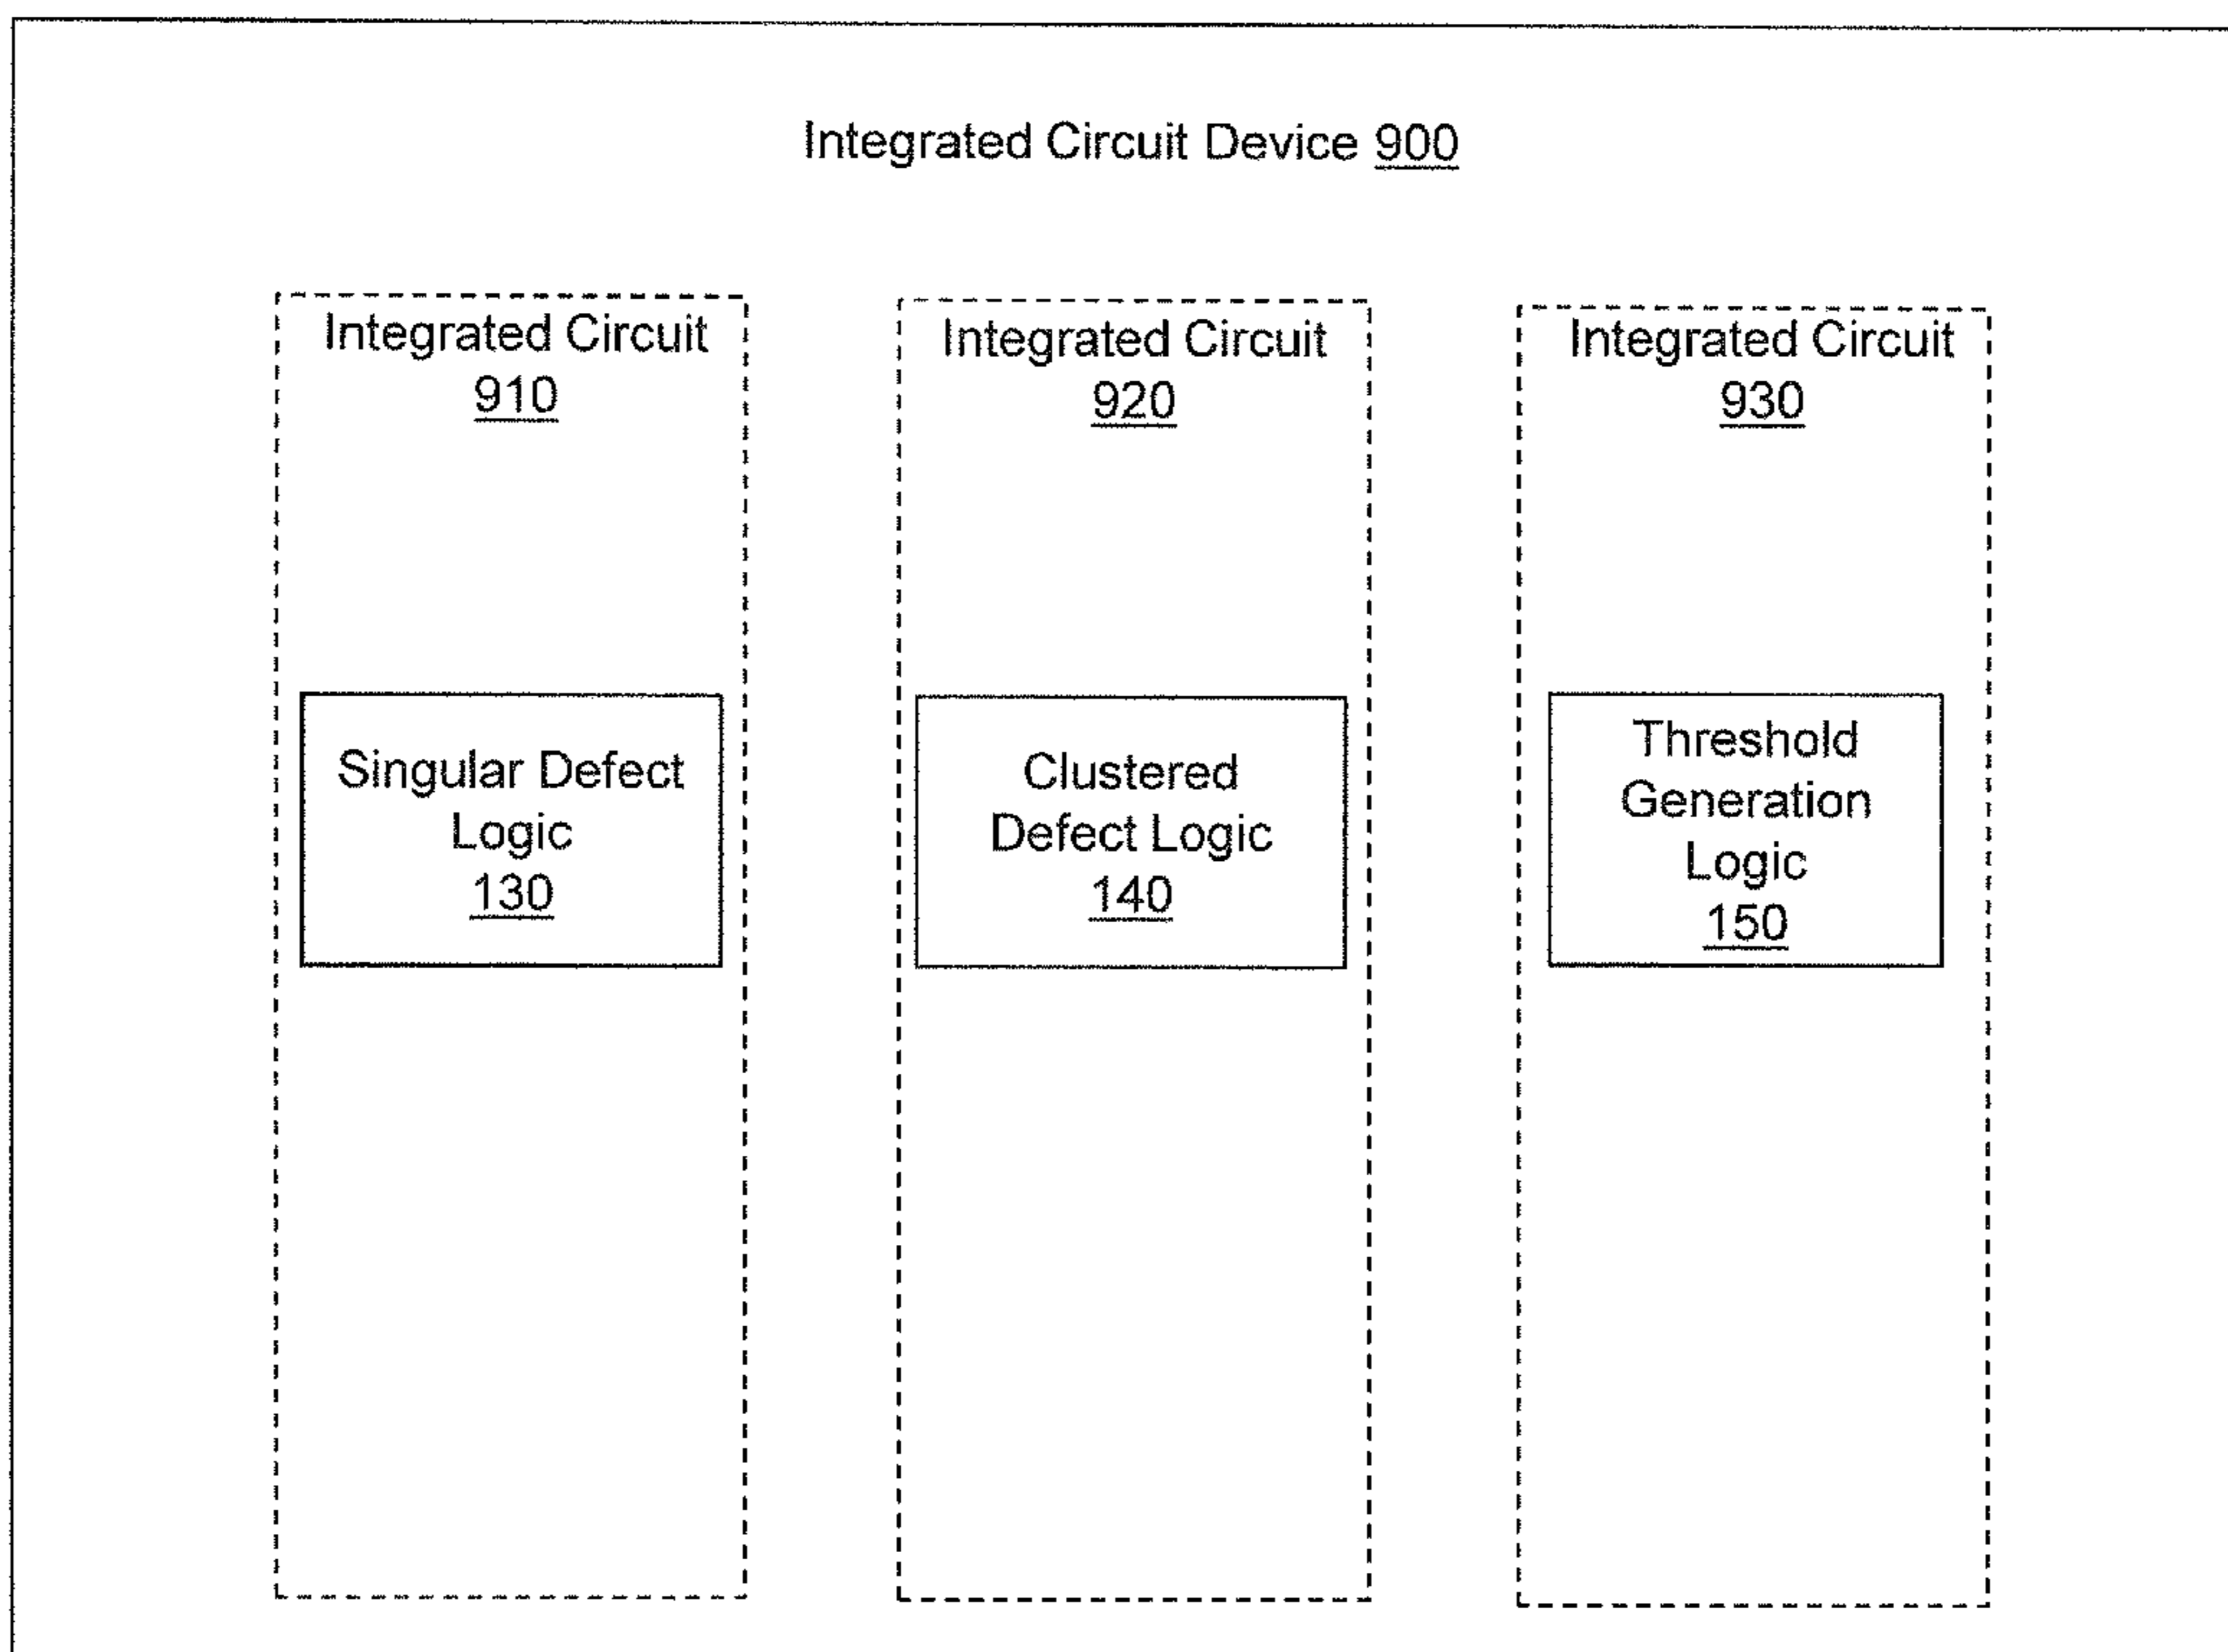 Integrated Circuit Device 900
Integrated Circuit
910
Singular Defect
Logic
130
Integrated Circuit
920
Clustered
Defect Logic
140
Integrated Circuit
930
Threshold
Generation
Logic
150